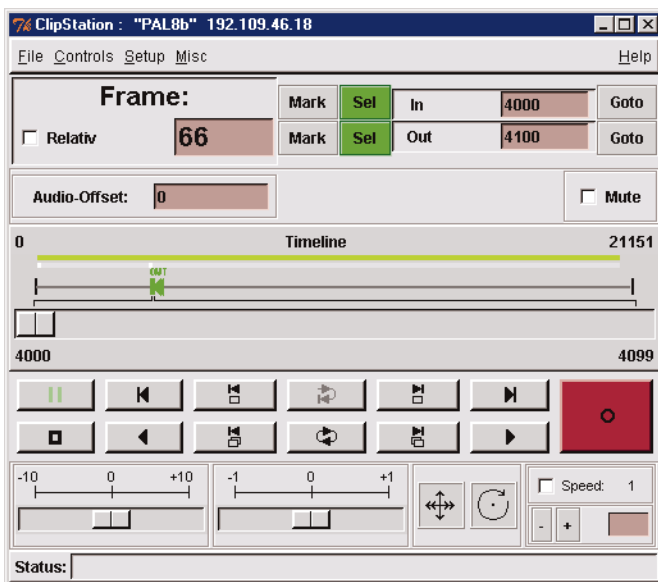 ClipStation : "PAL8b" 192.109.46.18
File Controls Setup Misc Help
Frame:
Relativ 66
Mark Sel In 4000 Goto
Mark Sel Out 4100 Goto
Audio-Offset: 0 Mute
0 Timeline 21151
OUT
4000 4099
-10 0 +10 -1 0 +1
Speed: 1
- +
Status: